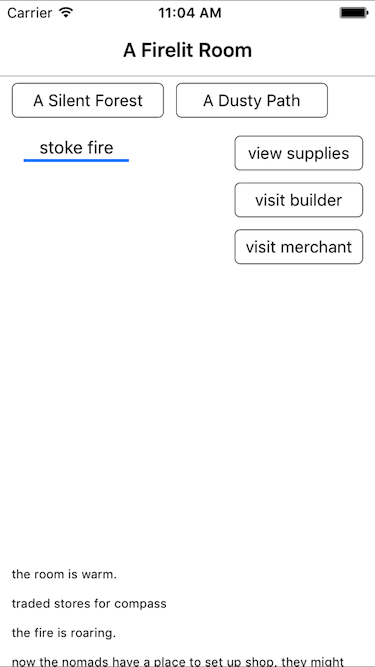 Carrier 11:04 AM
A Firelit Room
A Silent Forest A Dusty Path
stoke fire
view supplies
visit builder
visit merchant
the room is warm.
traded stores for compass
the fire is roaring.
now the nomads have a place to set up shop, they might